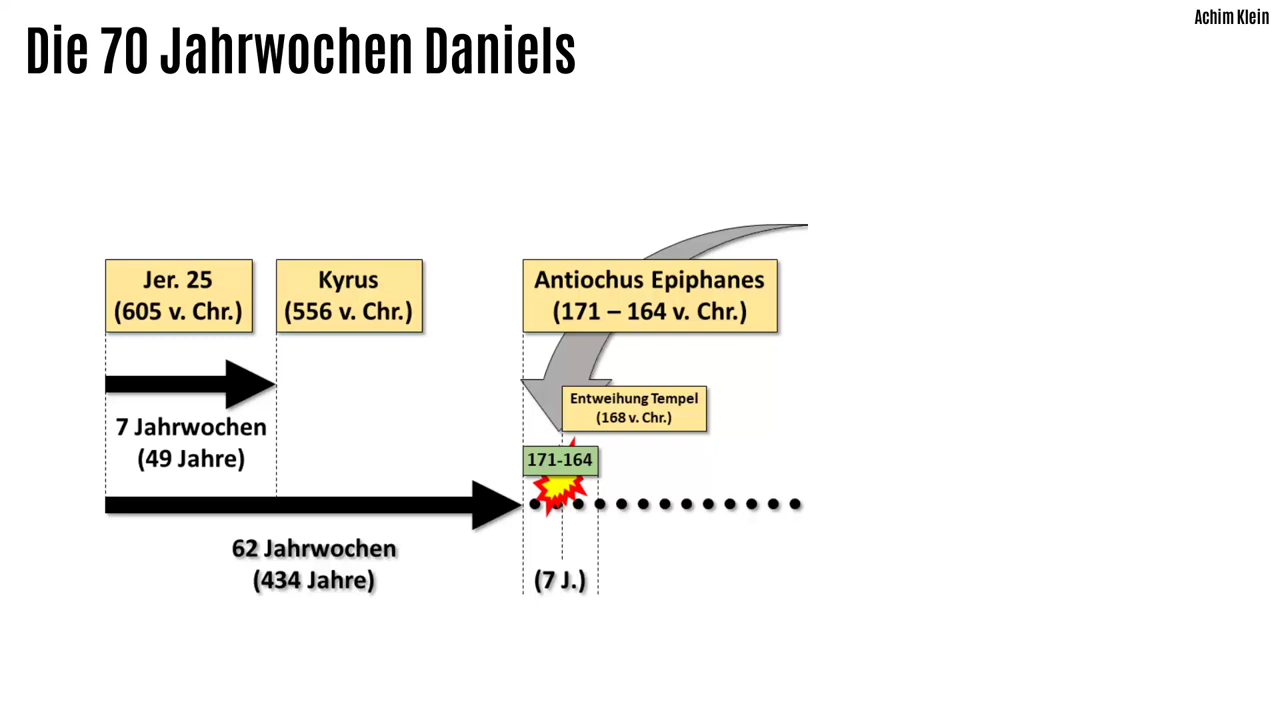 Achim Klein
Die 70 Jahrwochen Daniels
Jer. 25
(605 v. Chr.)
Kyrus
(556 v. Chr.)
Antiochus Epiphanes
(171 – 164 v. Chr.)
Entweihung Tempel
(168 v. Chr.)
7 Jahrwochen
(49 Jahre)
171-164
62 Jahrwochen
(434 Jahre)
(7 J.)